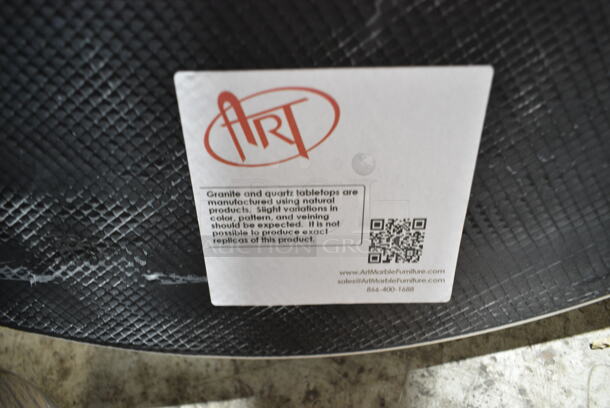 ART
Granite and quartz tabletops are
manufactured using natural
products. Slight variations in
color, pattern, and veining
should be expected. It is not
possible to produce exact
replicas of this product.
AUCTION GROUP
www.ArtMarbleFurniture.com
sales@ArtMarbleFurniture.com
866-400-1688